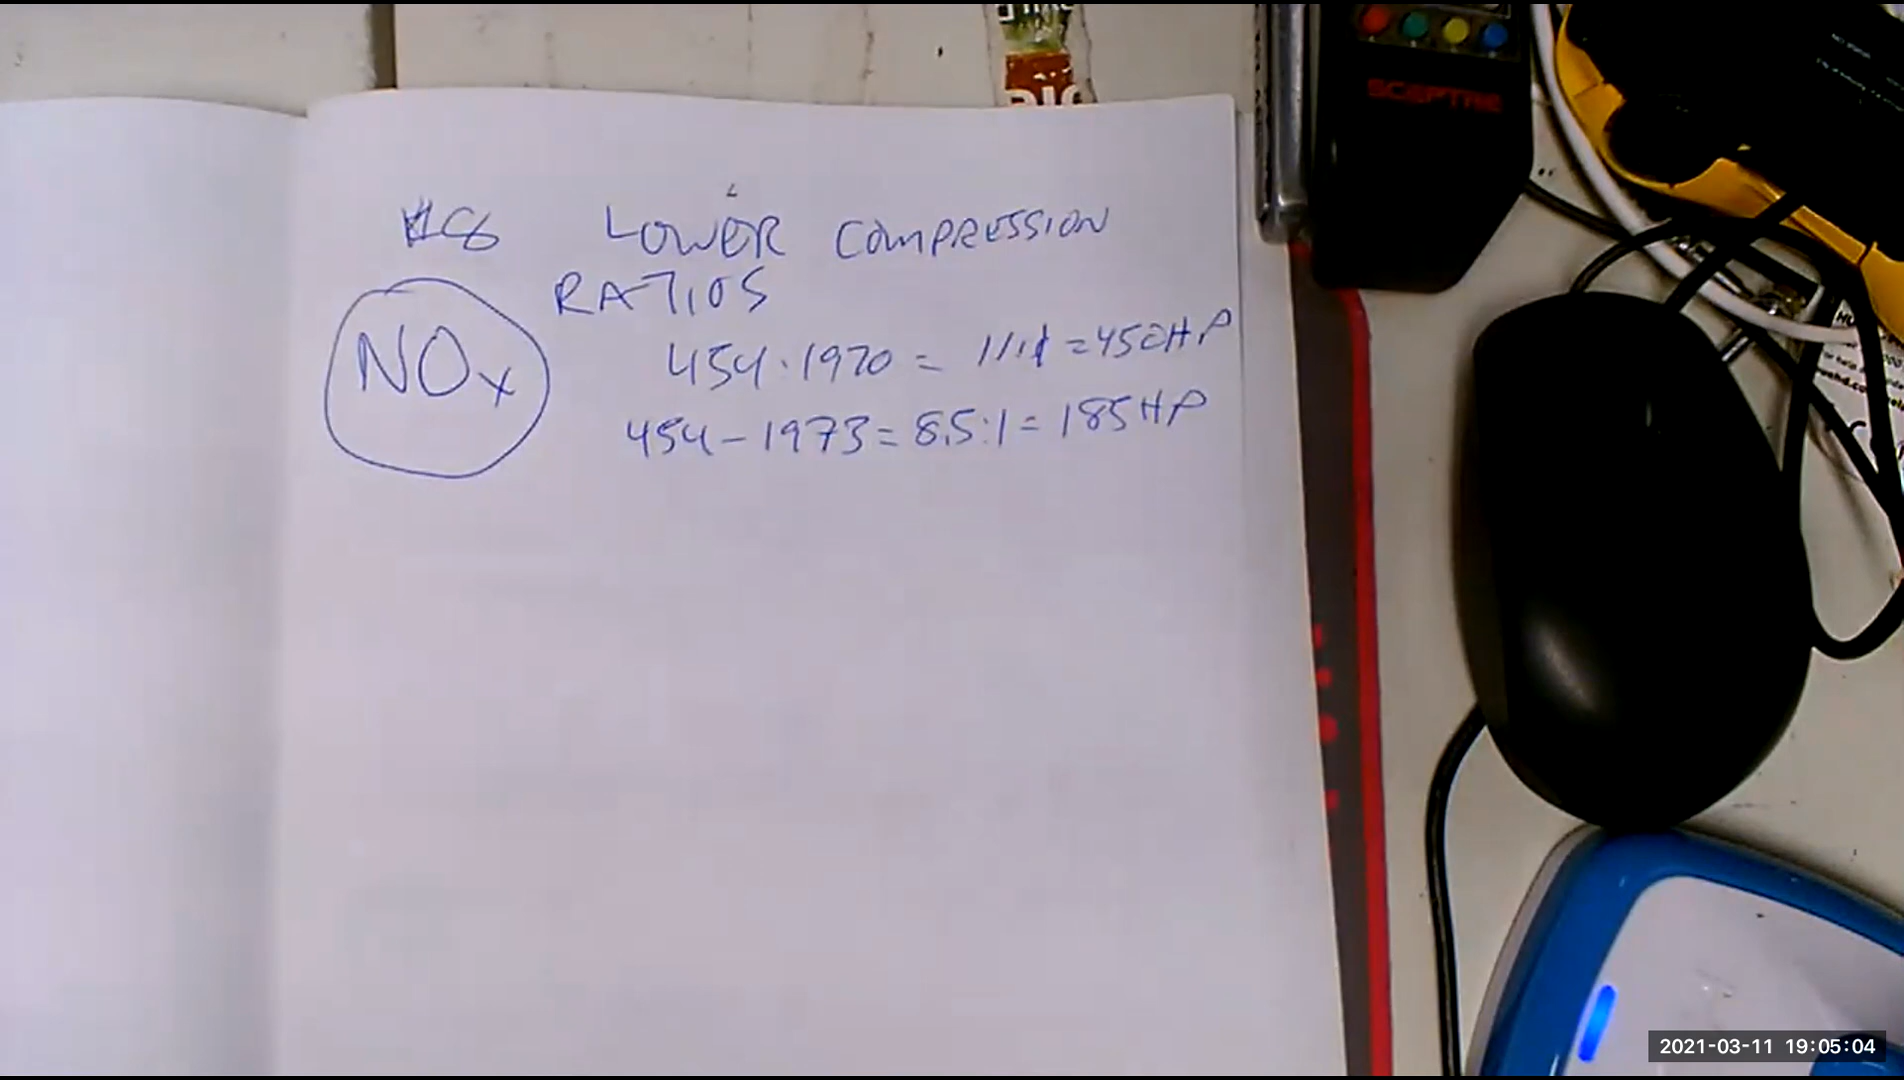 #8 LOWER COMPRESSION
RATIOS
NOx
454 · 1970 = 11:1 = 450HP
454 - 1973 = 8.5:1 = 185HP
SCEPTRE
2021-03-11 19:05:04